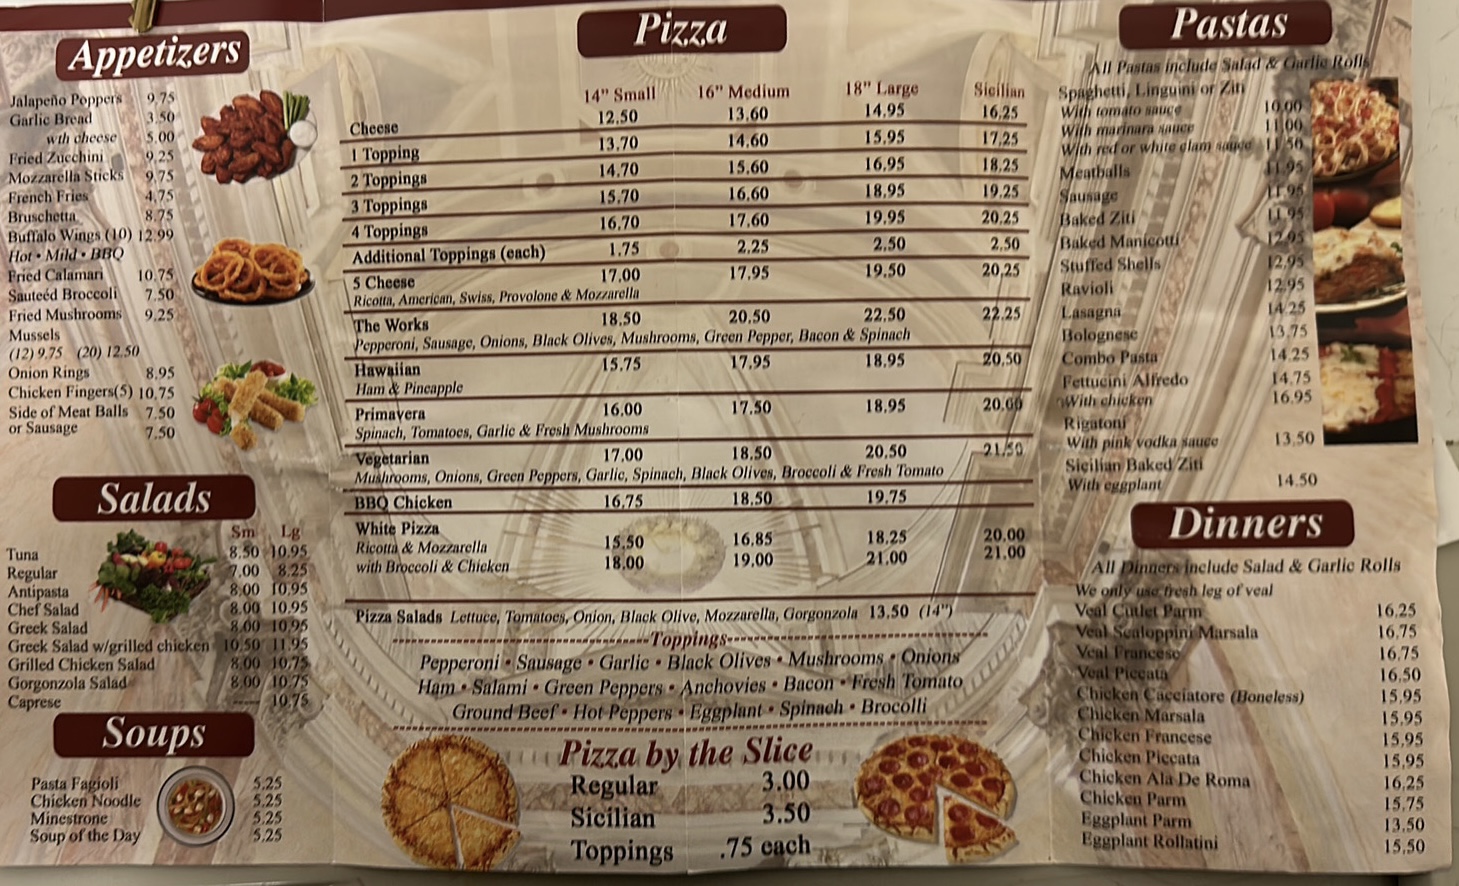 Appetizers
Jalapeño Poppers 9.75
Garlic Bread 3.50
wth cheese 5.00
Fried Zucchini 9.25
Mozzarella Sticks 9.75
French Fries 4.75
Bruschetta 8.75
Buffalo Wings (10) 12.99
Hot • Mild • BBQ
Fried Calamari 10.75
Sauteéd Broccoli 7.50
Fried Mushrooms 9.25
Mussels
(12) 9.75 (20) 12.50
Onion Rings 8.95
Chicken Fingers(5) 10.75
Side of Meat Balls 7.50
or Sausage 7.50
Salads
Sm Lg
Tuna 8.50 10.95
Regular 7.00 8.25
Antipasta 8.00 10.95
Chef Salad 8.00 10.95
Greek Salad 8.00 10.95
Greek Salad w/grilled chicken 10.50 11.95
Grilled Chicken Salad 8.00 10.75
Gorgonzola Salad 8.00 10.75
Caprese ---- 10.75
Soups
Pasta Fagioli 5.25
Chicken Noodle 5.25
Minestrone 5.25
Soup of the Day 5.25
Pizza
14" Small 16" Medium 18" Large Sicilian
Cheese 12.50 13.60 14.95 16.25
1 Topping 13.70 14.60 15.95 17.25
2 Toppings 14.70 15.60 16.95 18.25
3 Toppings 15.70 16.60 18.95 19.25
4 Toppings 16.70 17.60 19.95 20.25
Additional Toppings (each) 1.75 2.25 2.50 2.50
5 Cheese 17.00 17.95 19.50 20.25
Ricotta, American, Swiss, Provolone & Mozzarella
The Works 18.50 20.50 22.50 22.25
Pepperoni, Sausage, Onions, Black Olives, Mushrooms, Green Pepper, Bacon & Spinach
Hawaiian 15.75 17.95 18.95 20.50
Ham & Pineapple
Primavera 16.00 17.50 18.95 20.00
Spinach, Tomatoes, Garlic & Fresh Mushrooms
Vegetarian 17.00 18.50 20.50 21.50
Mushrooms, Onions, Green Peppers, Garlic, Spinach, Black Olives, Broccoli & Fresh Tomato
BBQ Chicken 16.75 18.50 19.75
White Pizza
Ricotta & Mozzarella 15.50 16.85 18.25 20.00
with Broccoli & Chicken 18.00 19.00 21.00 21.00
Pizza Salads Lettuce, Tomatoes, Onion, Black Olive, Mozzarella, Gorgonzola 13.50 (14")
Toppings
Pepperoni • Sausage • Garlic • Black Olives • Mushrooms • Onions
Ham • Salami • Green Peppers • Anchovies • Bacon • Fresh Tomato
Ground Beef • Hot Peppers • Eggplant • Spinach • Brocolli
Pizza by the Slice
Regular 3.00
Sicilian 3.50
Toppings .75 each
Pastas
All Pastas include Salad & Garlic Rolls
Spaghetti, Linguini or Ziti
With tomato sauce 10.00
With marinara sauce 11.00
With red or white clam sauce 11.50
Meatballs 11.95
Sausage 11.95
Baked Ziti 11.95
Baked Manicotti 12.95
Stuffed Shells 12.95
Ravioli 12.95
Lasagna 14.25
Bolognese 13.75
Combo Pasta 14.25
Fettucini Alfredo 14.75
With chicken 16.95
Rigatoni
With pink vodka sauce 13.50
Sicilian Baked Ziti
With eggplant 14.50
Dinners
All Dinners include Salad & Garlic Rolls
We only use fresh leg of veal
Veal Cutlet Parm 16.25
Veal Scaloppini Marsala 16.75
Veal Francese 16.75
Veal Piccata 16.50
Chicken Cacciatore (Boneless) 15.95
Chicken Marsala 15.95
Chicken Francese 15.95
Chicken Piccata 15.95
Chicken Ala De Roma 16.25
Chicken Parm 15.75
Eggplant Parm 13.50
Eggplant Rollatini 15.50